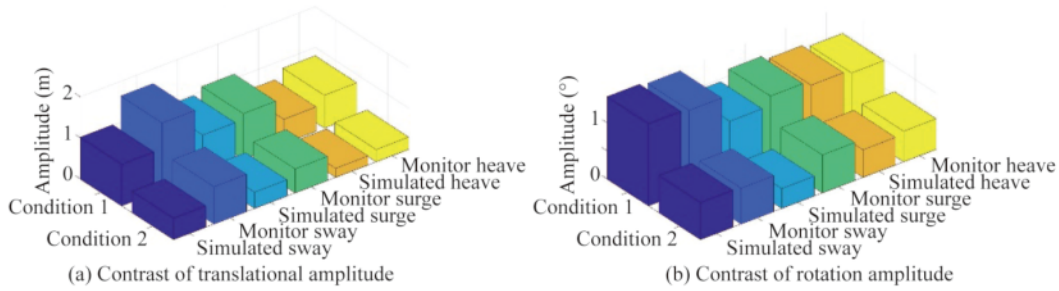 Amplitude (m)
2
1
0
Condition 1
Condition 2
Monitor heave
Simulated heave
Monitor surge
Simulated surge
Monitor sway
Simulated sway
(a) Contrast of translational amplitude
Amplitude (°)
1
0
Condition 1
Condition 2
Monitor heave
Simulated heave
Monitor surge
Simulated surge
Monitor sway
Simulated sway
(b) Contrast of rotation amplitude